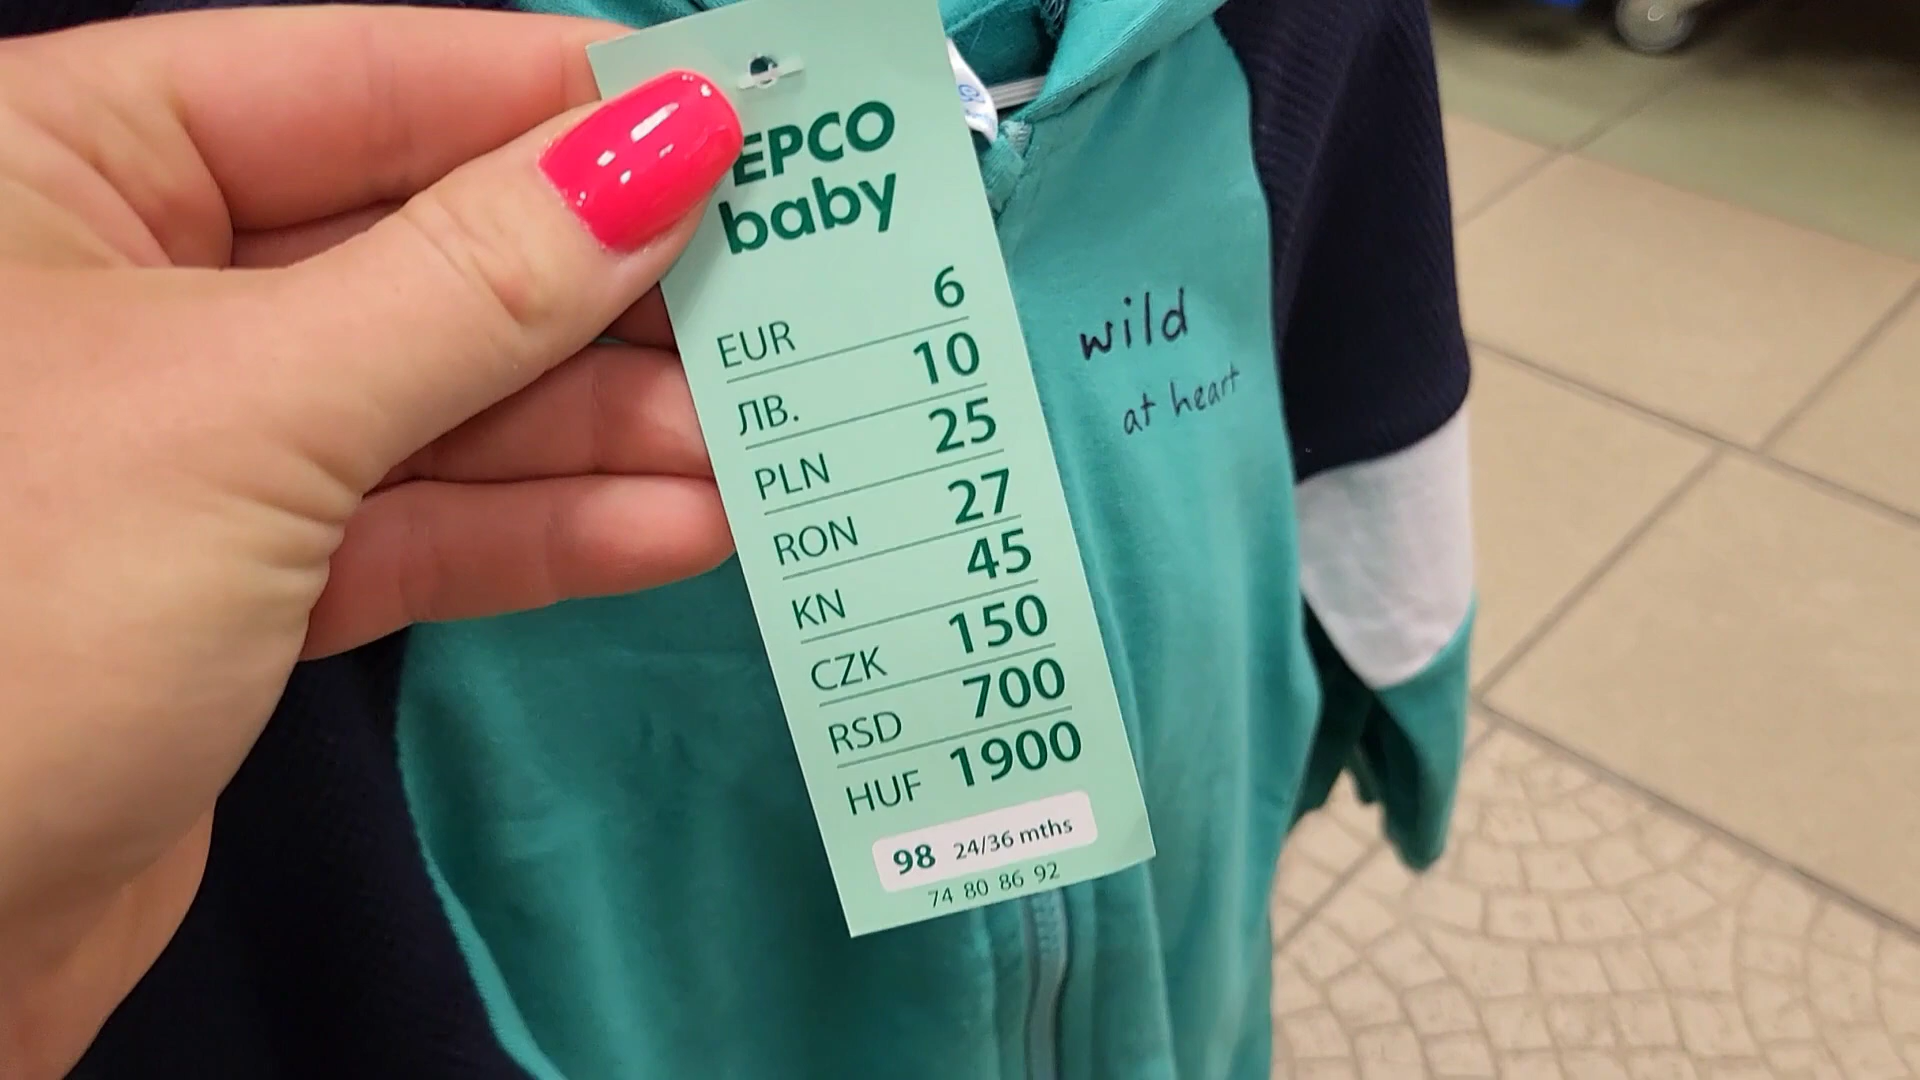 EPCO
baby
EUR 6
ЛВ. 10
PLN 25
RON 27
KN 45
CZK 150
RSD 700
HUF 1900
98 24/36 mths
74 80 86 92
wild
at heart